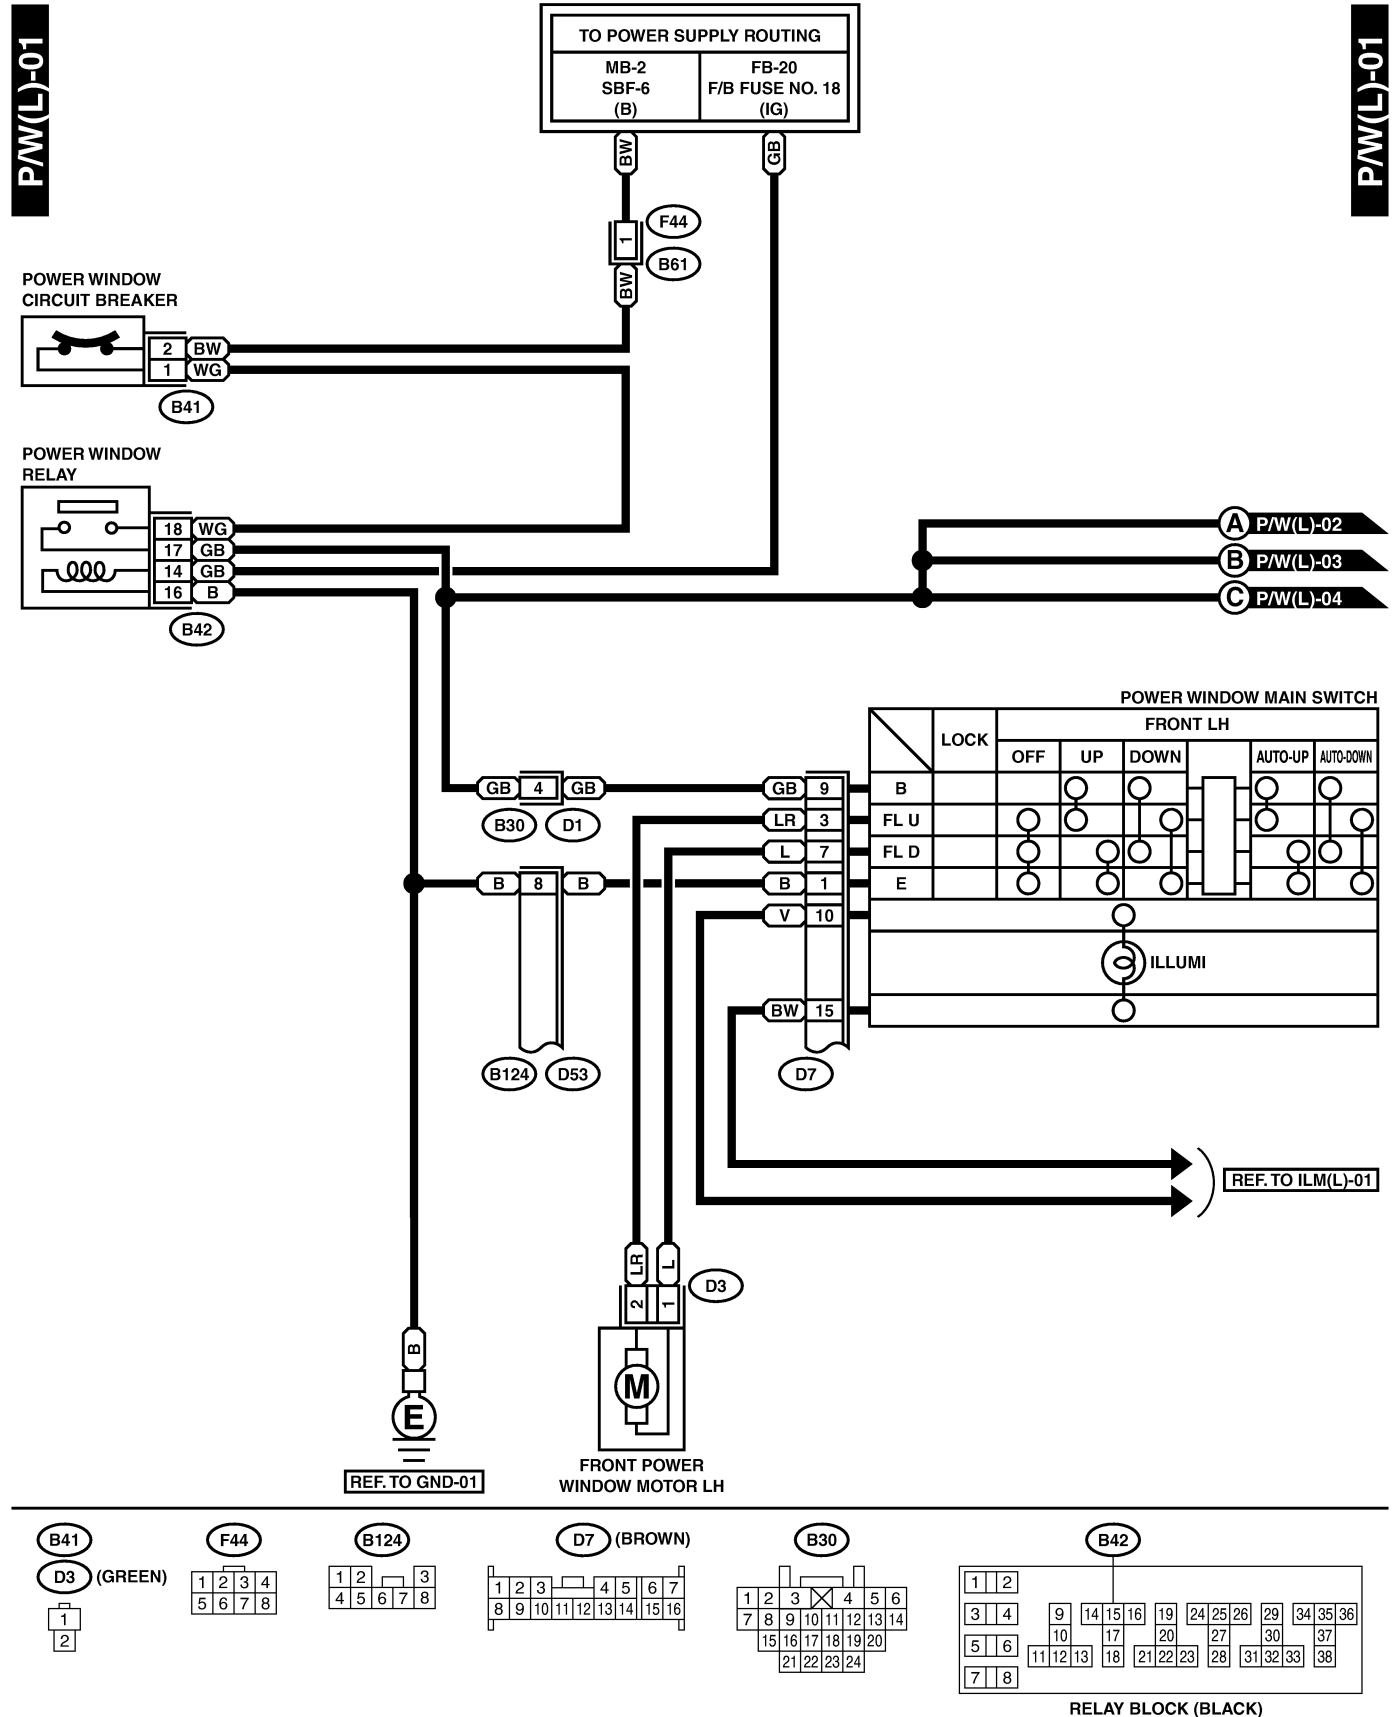 P/W(L)-01
P/W(L)-01
TO POWER SUPPLY ROUTING
MB-2
SBF-6
(B)
FB-20
F/B FUSE NO. 18
(IG)
BW
GB
1
F44
B61
BW
POWER WINDOW
CIRCUIT BREAKER
2 BW
1 WG
B41
POWER WINDOW
RELAY
18 WG
17 GB
14 GB
16 B
B42
A P/W(L)-02
B P/W(L)-03
C P/W(L)-04
POWER WINDOW MAIN SWITCH
FRONT LH
LOCK
OFF UP DOWN AUTO-UP AUTO-DOWN
GB 4 GB
B30 D1
GB 9 B
LR 3 FL U
L 7 FL D
B 8 B
B 1 E
V 10
ILLUMI
BW 15
B124 D53
D7
REF. TO ILM(L)-01
LR L
2 1
D3
M
FRONT POWER
WINDOW MOTOR LH
B
E
REF. TO GND-01
B41
D3 (GREEN)
1
2
F44
1 2 3 4
5 6 7 8
B124
1 2 3
4 5 6 7 8
D7 (BROWN)
1 2 3 4 5 6 7
8 9 10 11 12 13 14 15 16
B30
1 2 3 4 5 6
7 8 9 10 11 12 13 14
15 16 17 18 19 20
21 22 23 24
B42
1 2
3 4
5 6
7 8
9 14 15 16 19 24 25 26 29 34 35 36
10 17 20 27 30 37
11 12 13 18 21 22 23 28 31 32 33 38
RELAY BLOCK (BLACK)